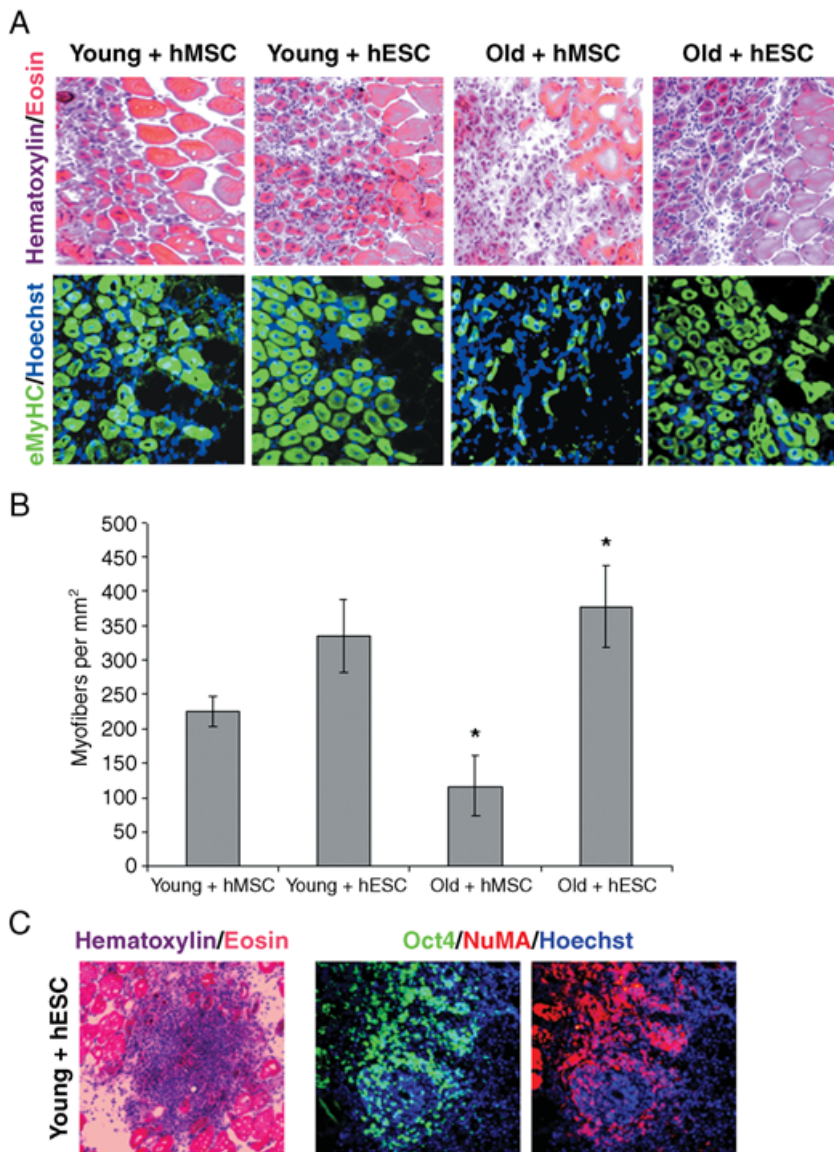 A
Young + hMSC Young + hESC Old + hMSC Old + hESC
Hematoxylin/Eosin
eMyHC/Hoechst
B
Myofibers per mm²
500
450
400
350
300
250
200
150
100
50
0
*
*
Young + hMSC Young + hESC Old + hMSC Old + hESC
C
Hematoxylin/Eosin Oct4/NuMA/Hoechst
Young + hESC